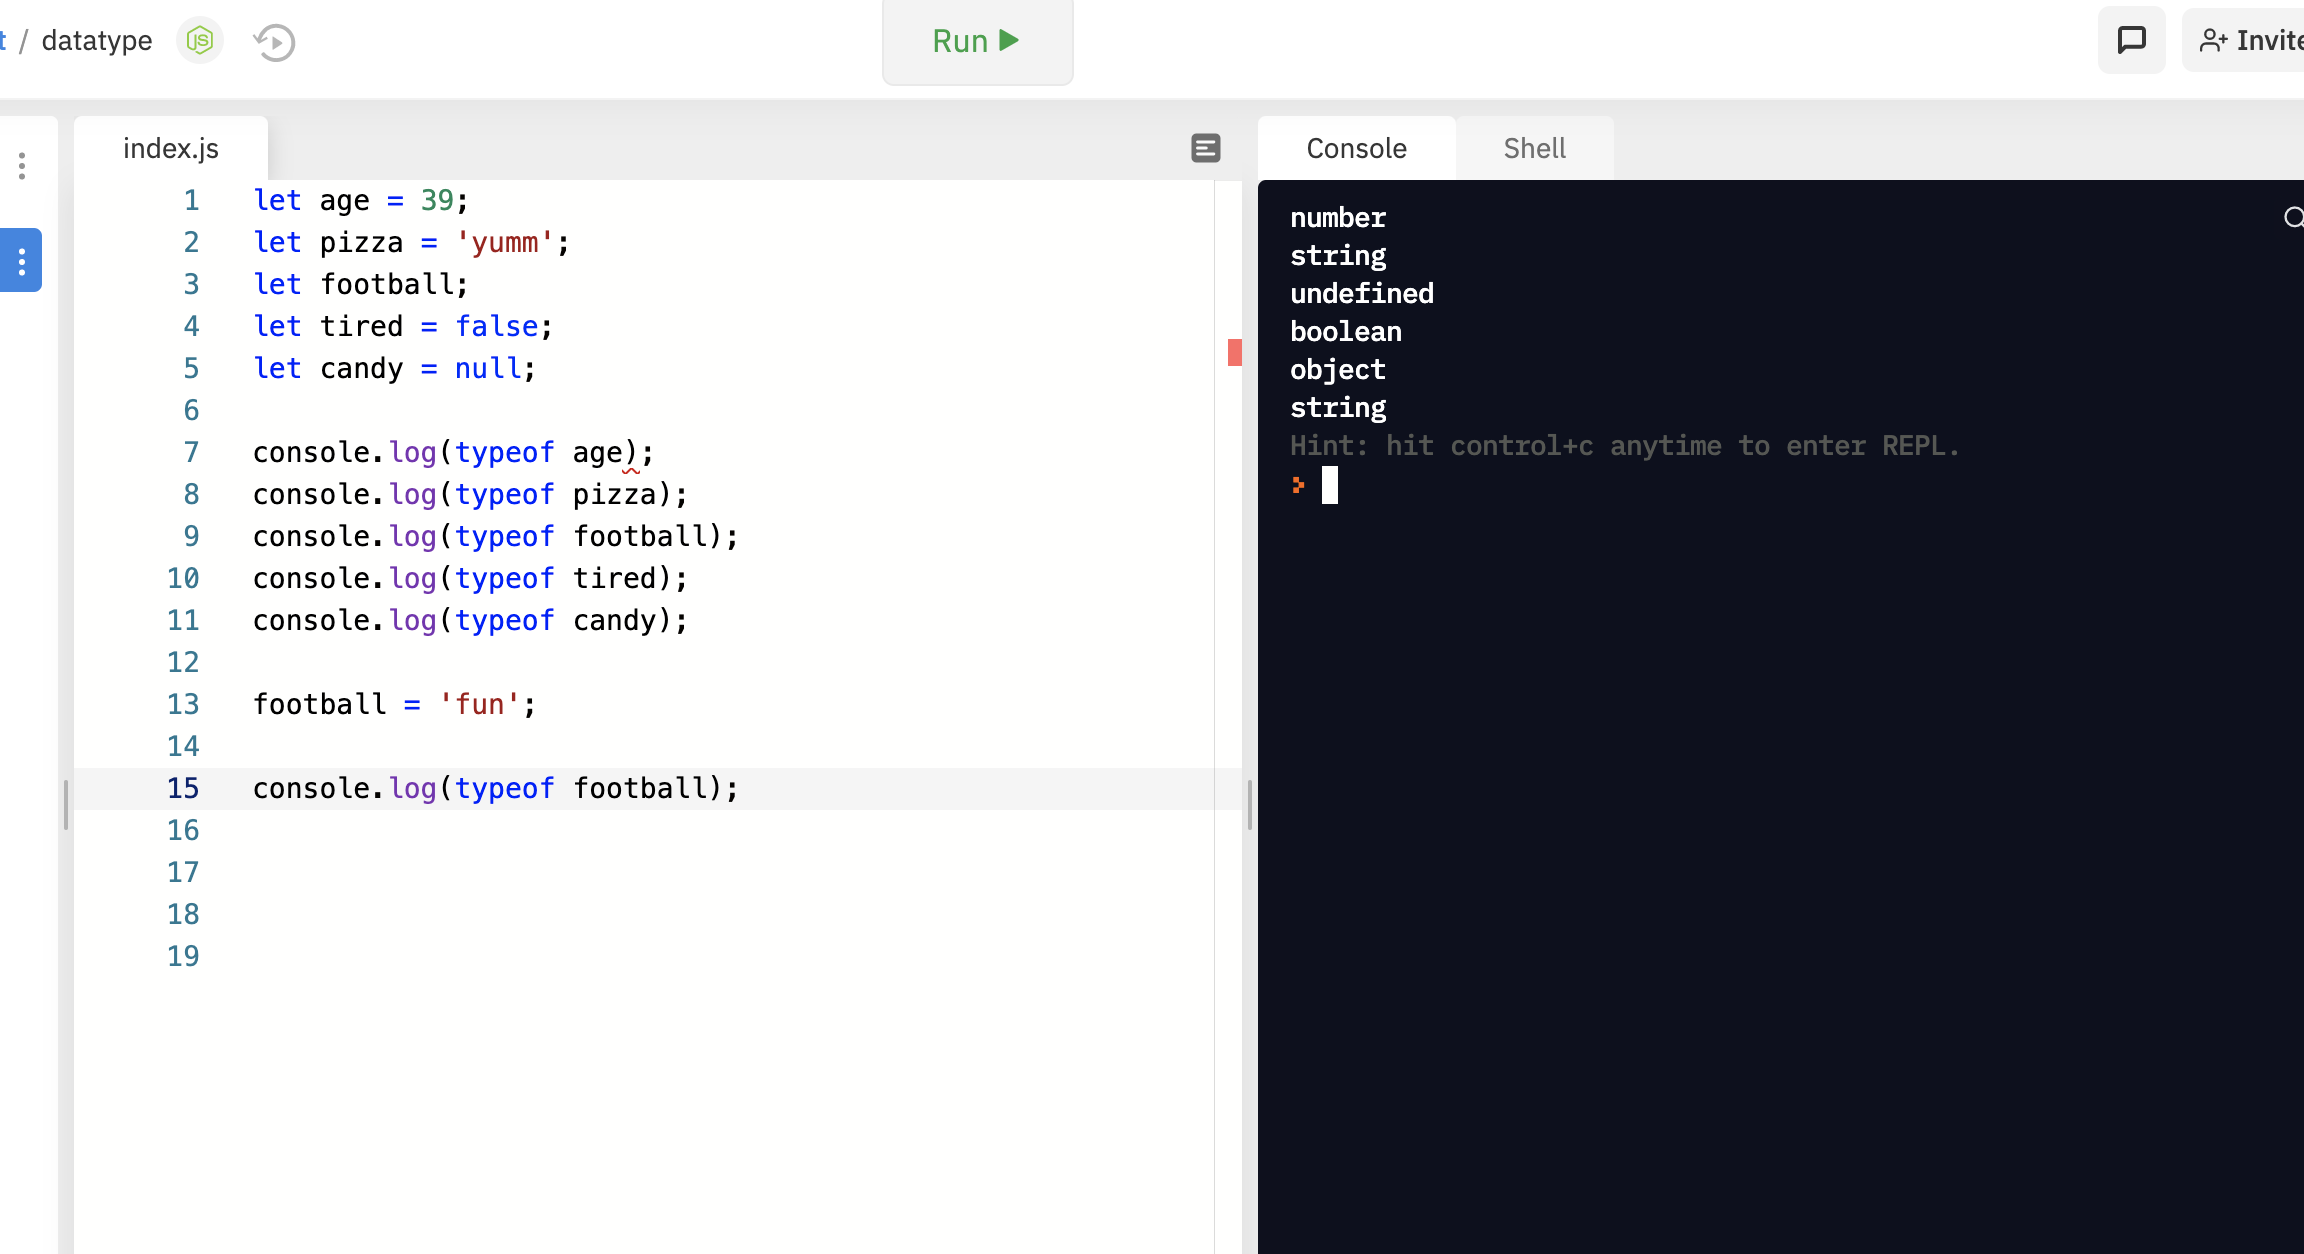 t / datatype
Run
Invite
index.js
Console
Shell
1 let age = 39;
2 let pizza = 'yumm';
3 let football;
4 let tired = false;
5 let candy = null;
6
7 console.log(typeof age);
8 console.log(typeof pizza);
9 console.log(typeof football);
10 console.log(typeof tired);
11 console.log(typeof candy);
12
13 football = 'fun';
14
15 console.log(typeof football);
16
17
18
19
number
string
undefined
boolean
object
string
Hint: hit control+c anytime to enter REPL.